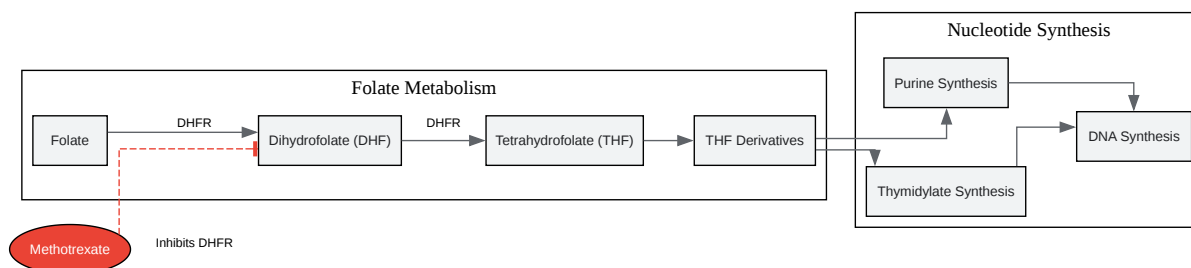 Nucleotide Synthesis
Folate Metabolism
Purine Synthesis
DHFR
DHFR
Folate
Dihydrofolate (DHF)
Tetrahydrofolate (THF)
THF Derivatives
DNA Synthesis
Thymidylate Synthesis
Methotrexate
Inhibits DHFR